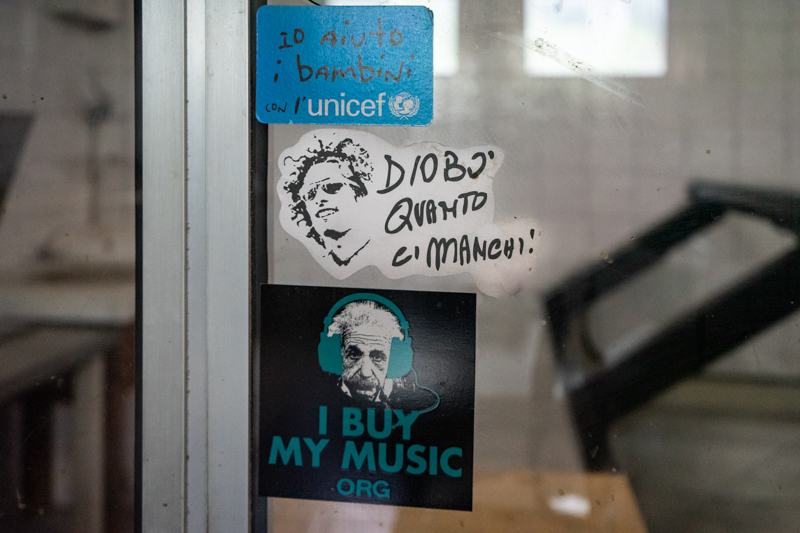 IO aiuto
i bambini
CON l'unicef
DIOBO'
QUANTO
CI MANCHI!
I BUY
MY MUSIC
ORG